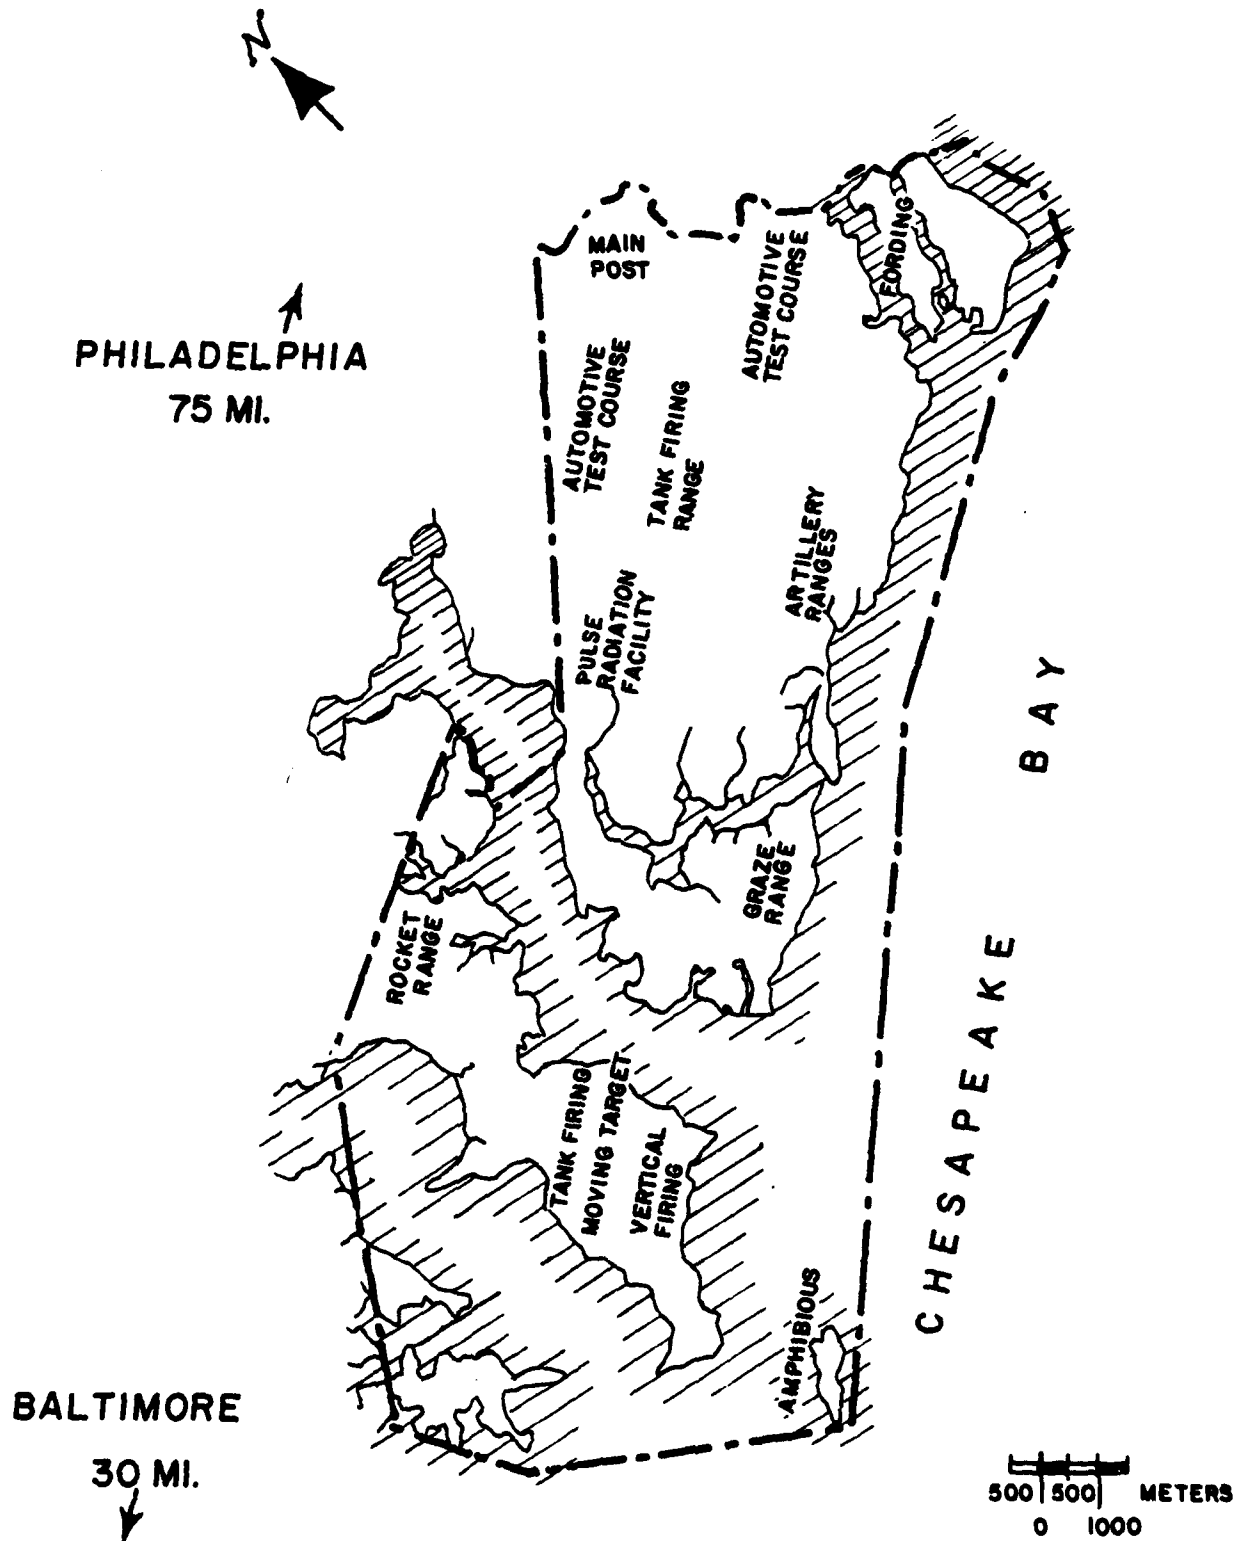 N
MAIN
POST
FORDING
AUTOMOTIVE
TEST COURSE
PHILADELPHIA
75 MI.
AUTOMOTIVE
TEST COURSE
TANK FIRING
RANGE
ARTILLERY
RANGES
PULSE
RADIATION
FACILITY
CHESAPEAKE BAY
GRAZE
RANGE
ROCKET
RANGE
TANK FIRING
MOVING TARGET
VERTICAL
FIRING
AMPHIBIOUS
BALTIMORE
30 MI.
500 500 METERS
0 1000